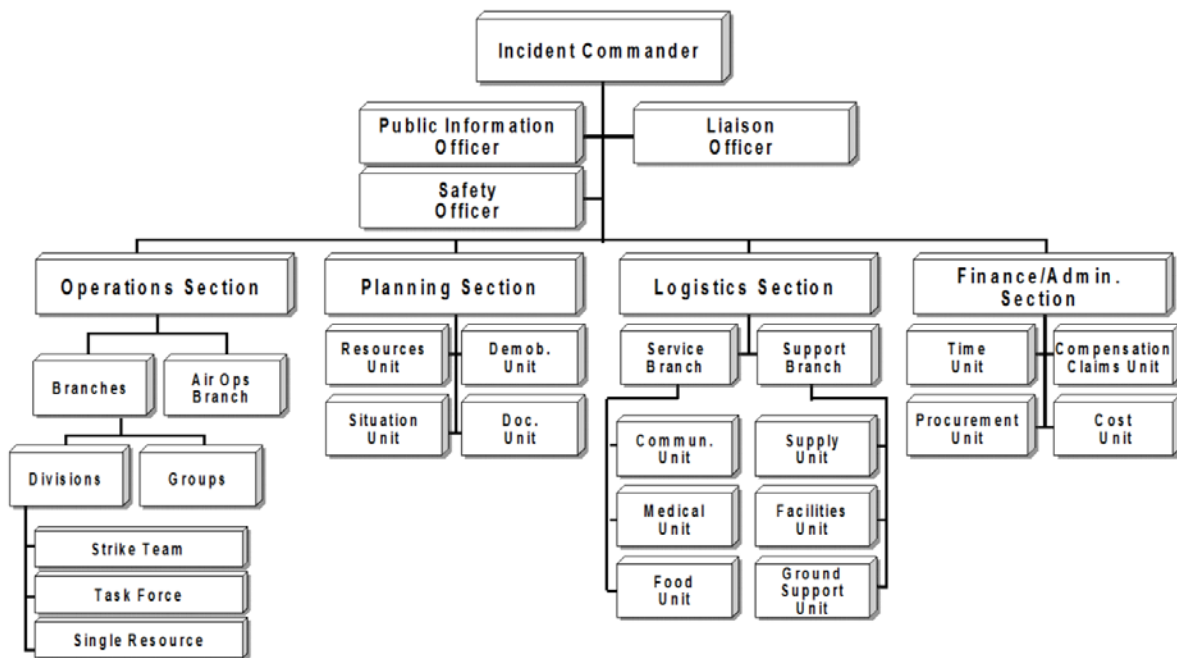 Incident Commander
Public Information
Officer
Liaison
Officer
Safety
Officer
Operations Section
Planning Section
Logistics Section
Finance/Admin.
Section
Branches
Air Ops
Branch
Divisions
Groups
Strike Team
Task Force
Single Resource
Resources
Unit
Demob.
Unit
Situation
Unit
Doc.
Unit
Service
Branch
Support
Branch
Commun.
Unit
Supply
Unit
Medical
Unit
Facilities
Unit
Food
Unit
Ground
Support
Unit
Time
Unit
Compensation
Claims Unit
Procurement
Unit
Cost
Unit